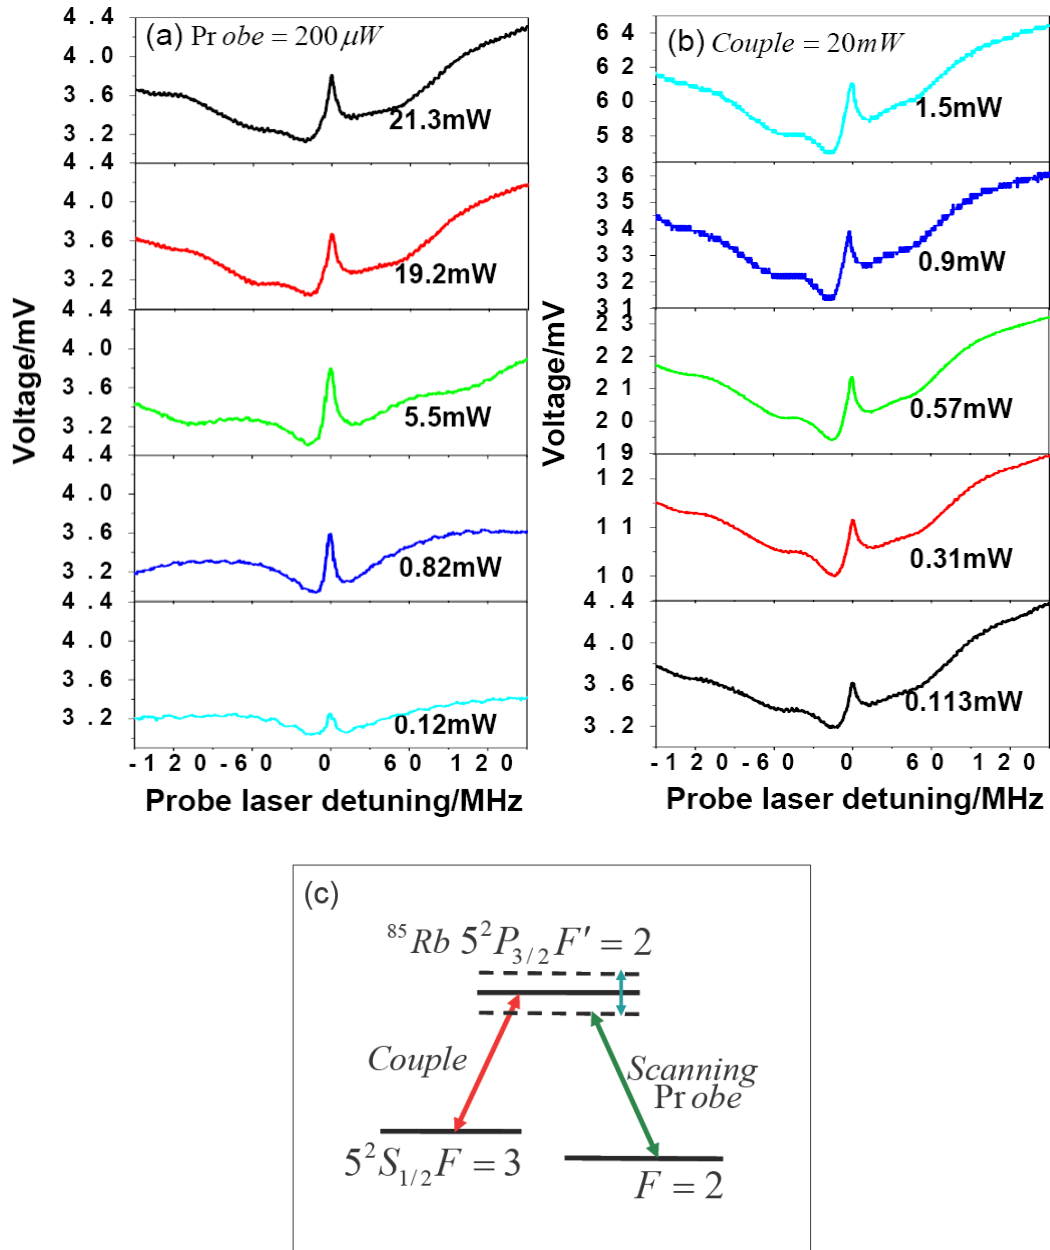 (a) Probe = 200 μW
4.4
4.0
3.6
3.2
21.3mW
4.4
4.0
3.6
3.2
19.2mW
4.4
4.0
3.6
3.2
5.5mW
4.4
4.0
3.6
3.2
0.82mW
4.4
4.0
3.6
3.2
0.12mW
-120 -60 0 60 120
Voltage/mV
Probe laser detuning/MHz
(b) Couple = 20mW
64
62
60
58
1.5mW
36
35
34
33
32
31
0.9mW
23
22
21
20
19
0.57mW
12
11
10
0.31mW
4.4
4.0
3.6
3.2
0.113mW
-120 -60 0 60 120
Voltage/mV
Probe laser detuning/MHz
(c)
⁸⁵Rb 5²P₃/₂F′ = 2
Couple
Scanning
Probe
5²S₁/₂F = 3
F = 2